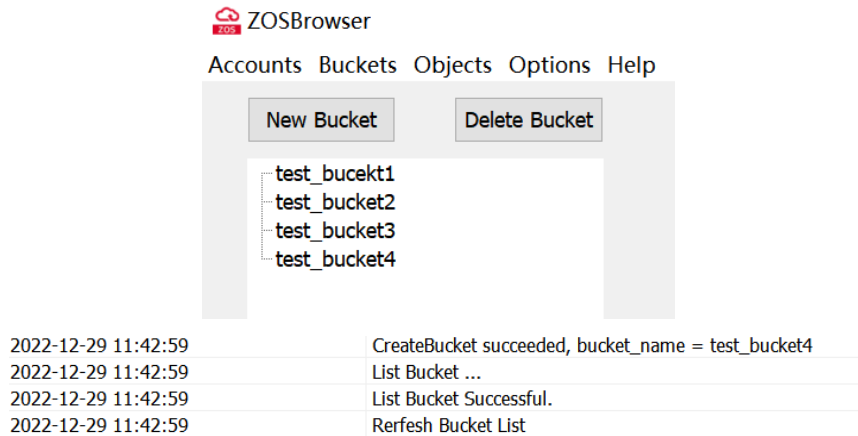 ZOS ZOSBrowser
Accounts Buckets Objects Options Help
New Bucket Delete Bucket
test_bucekt1
test_bucket2
test_bucket3
test_bucket4
2022-12-29 11:42:59 CreateBucket succeeded, bucket_name = test_bucket4
2022-12-29 11:42:59 List Bucket ...
2022-12-29 11:42:59 List Bucket Successful.
2022-12-29 11:42:59 Rerfesh Bucket List